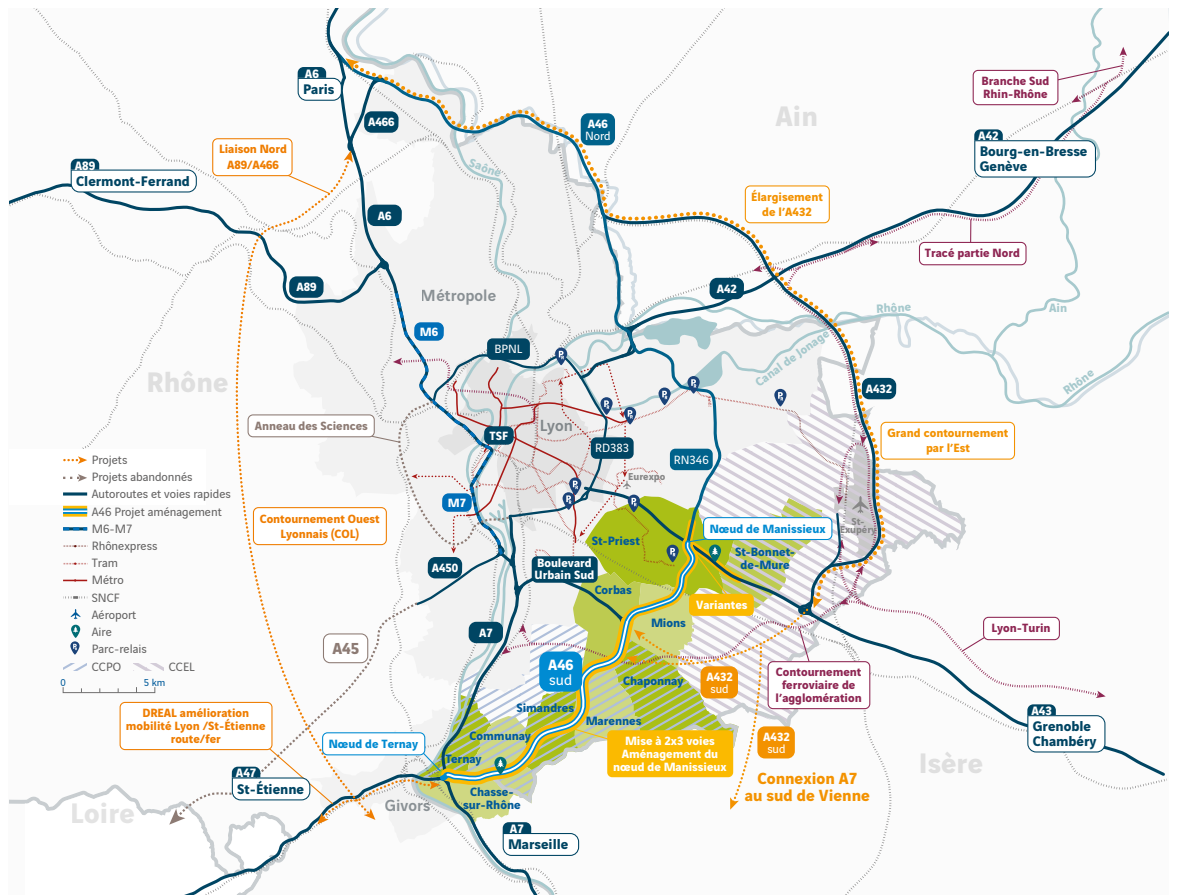 A6
Paris
A466
A46
Nord
Ain
Branche Sud
Rhin-Rhône
A42
Bourg-en-Bresse
Genève
Liaison Nord
A89/A466
Saône
A89
Clermont-Ferrand
A6
Élargisement
de l'A432
Tracé partie Nord
A89
Métropole
A42
Rhône
Ain
M6
BPNL
Canal de Jonage
Rhône
Rhône
A432
Anneau des Sciences
Lyon
TSF
RD383
RN346
Grand contournement
par l'Est
Eurexpo
Projets
Projets abandonnés
Autoroutes et voies rapides
A46 Projet aménagement
M6-M7
Rhônexpress
Tram
Métro
SNCF
Aéroport
Aire
Parc-relais
CCPO
CCEL
0
5 km
M7
Contournement Ouest
Lyonnais (COL)
St-Priest
Nœud de Manissieux
St-
Exupéry
St-Bonnet-
de-Mure
A450
Boulevard
Urbain Sud
Corbas
Variantes
Mions
A7
Lyon-Turin
A45
A46
sud
Chaponnay
A432
sud
Contournement
ferroviaire de
l'agglomération
DREAL amélioration
mobilité Lyon /St-Étienne
route/fer
Simandres
Marennes
A43
Grenoble
Chambéry
Nœud de Ternay
Communay
Mise à 2x3 voies
Aménagement du
nœud de Manissieux
A432
sud
Ternay
A47
St-Étienne
Connexion A7
au sud de Vienne
Isère
Chasse-
sur-Rhône
Givors
Loire
A7
Marseille